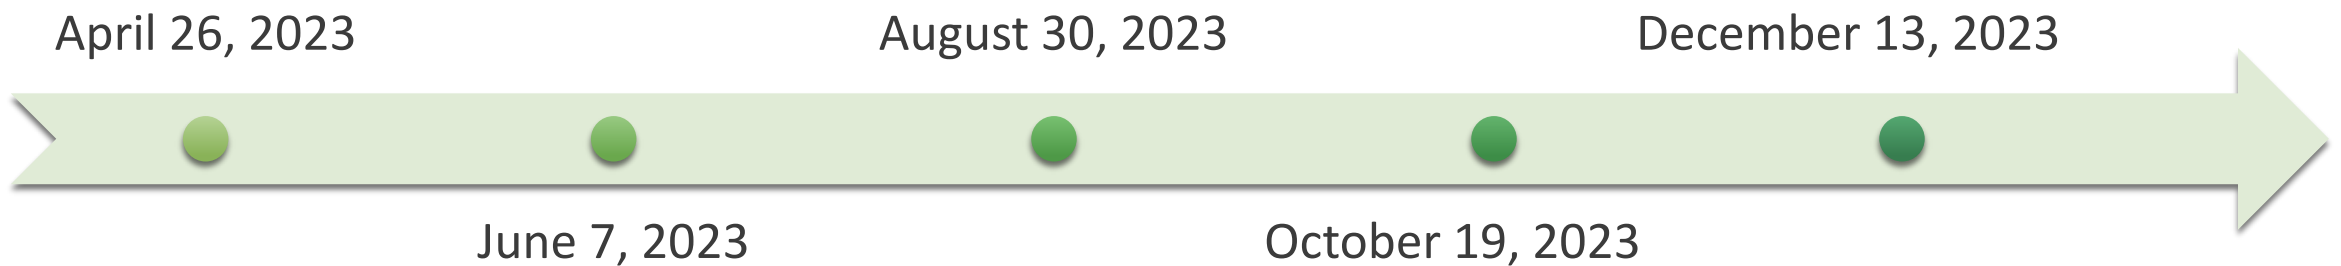 April 26, 2023
June 7, 2023
August 30, 2023
October 19, 2023
December 13, 2023